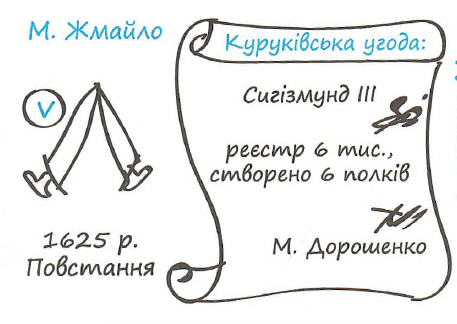 М. Жмайло
V
1625 р.
Повстання
Куруківська угода:
Сигізмунд III
реєстр 6 тис.,
створено 6 полків
М. Дорошенко